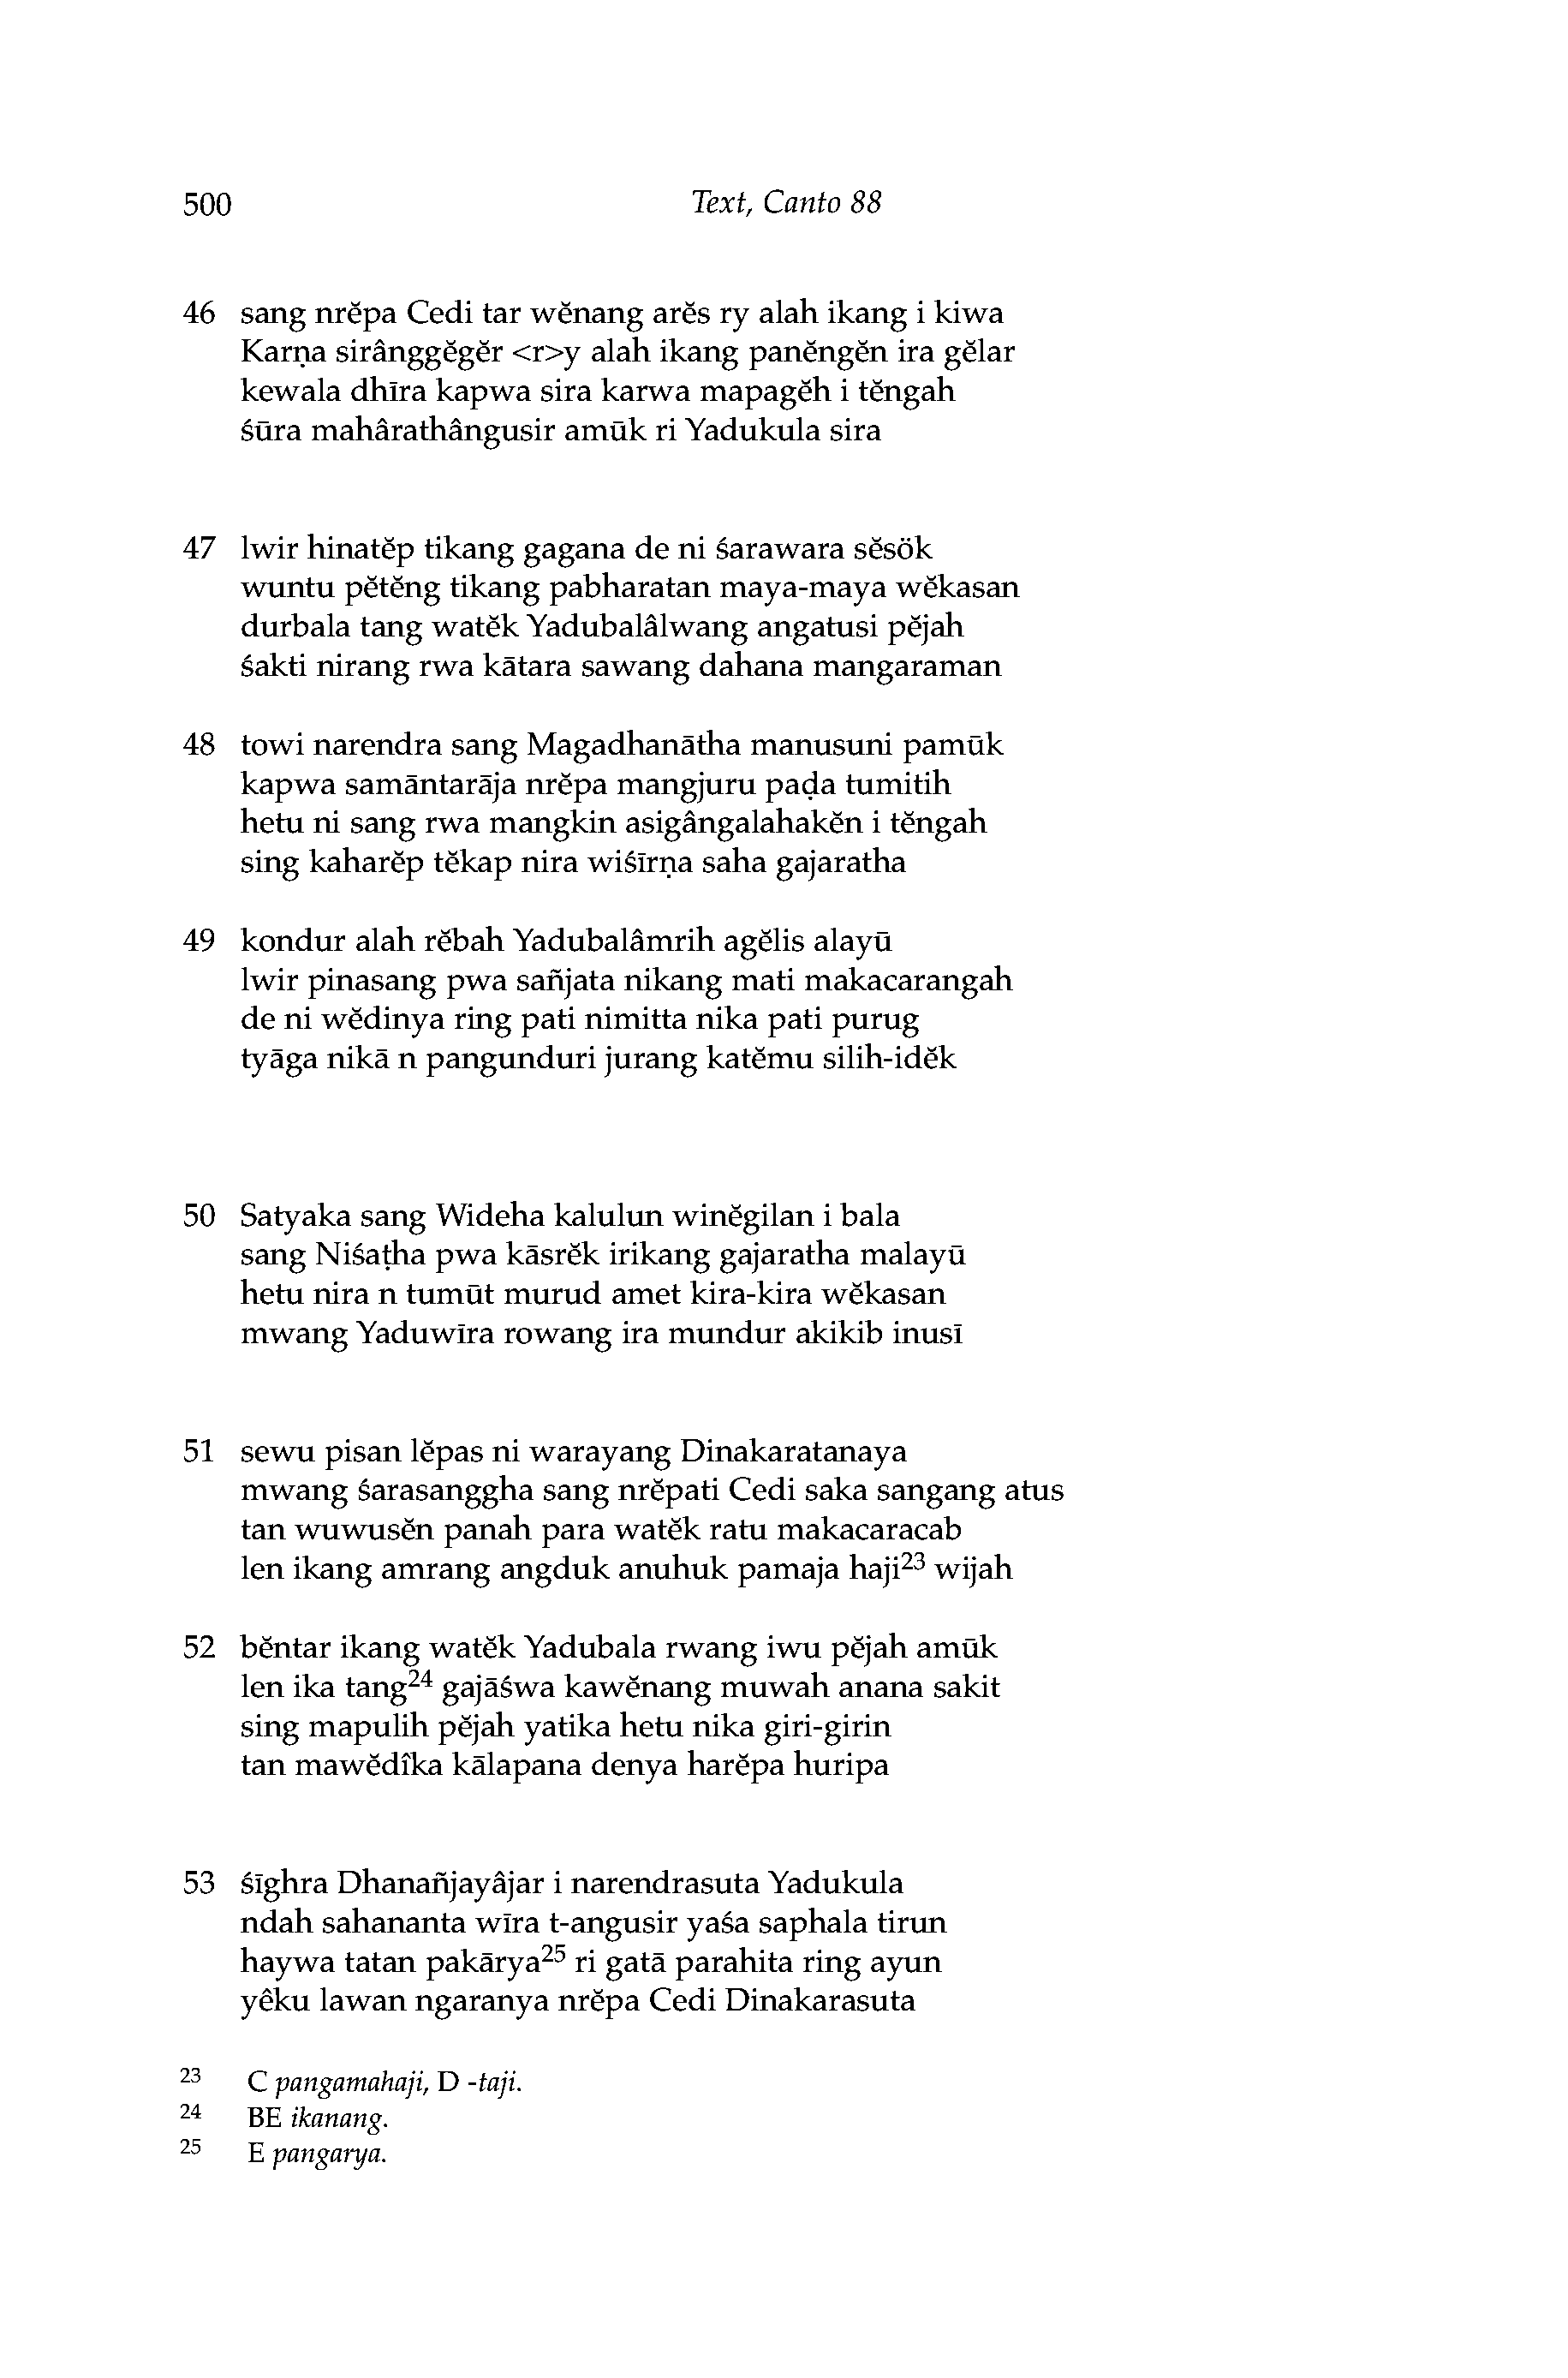 500 Text, Canto 88
46 sang nrĕpa Cedi tar wĕnang arĕs ry alah ikang i kiwa
Karṇa sirânggĕgĕr <r>y alah ikang panĕngĕn ira gĕlar
kewala dhīra kapwa sira karwa mapagĕh i tĕngah
śūra mahârathângusir amūk ri Yadukula sira
47 lwir hinatĕp tikang gagana de ni śarawara sĕsök
wuntu pĕtĕng tikang pabharatan maya-maya wĕkasan
durbala tang watĕk Yadubalâlwang angatusi pĕjah
śakti nirang rwa kātara sawang dahana mangaraman
48 towi narendra sang Magadhanātha manusuni pamūk
kapwa samāntarāja nrĕpa mangjuru paḍa tumitih
hetu ni sang rwa mangkin asigângalahakĕn i tĕngah
sing kaharĕp tĕkap nira wiśīrṇa saha gajaratha
49 kondur alah rĕbah Yadubalâmrih agĕlis alayū
lwir pinasang pwa sañjata nikang mati makacarangah
de ni wĕdinya ring pati nimitta nika pati purug
tyāga nikā n pangunduri jurang katĕmu silih-idĕk
50 Satyaka sang Wideha kalulun winĕgilan i bala
sang Niśaṭha pwa kāsrĕk irikang gajaratha malayū
hetu nira n tumūt murud amet kira-kira wĕkasan
mwang Yaduwīra rowang ira mundur akikib inusī
51 sewu pisan lĕpas ni warayang Dinakaratanaya
mwang śarasanggha sang nrĕpati Cedi saka sangang atus
tan wuwusĕn panah para watĕk ratu makacaracab
len ikang amrang angduk anuhuk pamaja haji²³ wijah
52 bĕntar ikang watĕk Yadubala rwang iwu pĕjah amūk
len ika tang²⁴ gajāśwa kawĕnang muwah anana sakit
sing mapulih pĕjah yatika hetu nika giri-girin
tan mawĕdîka kālapana denya harĕpa huripa
53 śīghra Dhanañjayâjar i narendrasuta Yadukula
ndah sahananta wīra t-angusir yaśa saphala tirun
haywa tatan pakārya²⁵ ri gatā parahita ring ayun
yêku lawan ngaranya nrĕpa Cedi Dinakarasuta
²³ C pangamahaji, D -taji.
²⁴ BE ikanang.
²⁵ E pangarya.